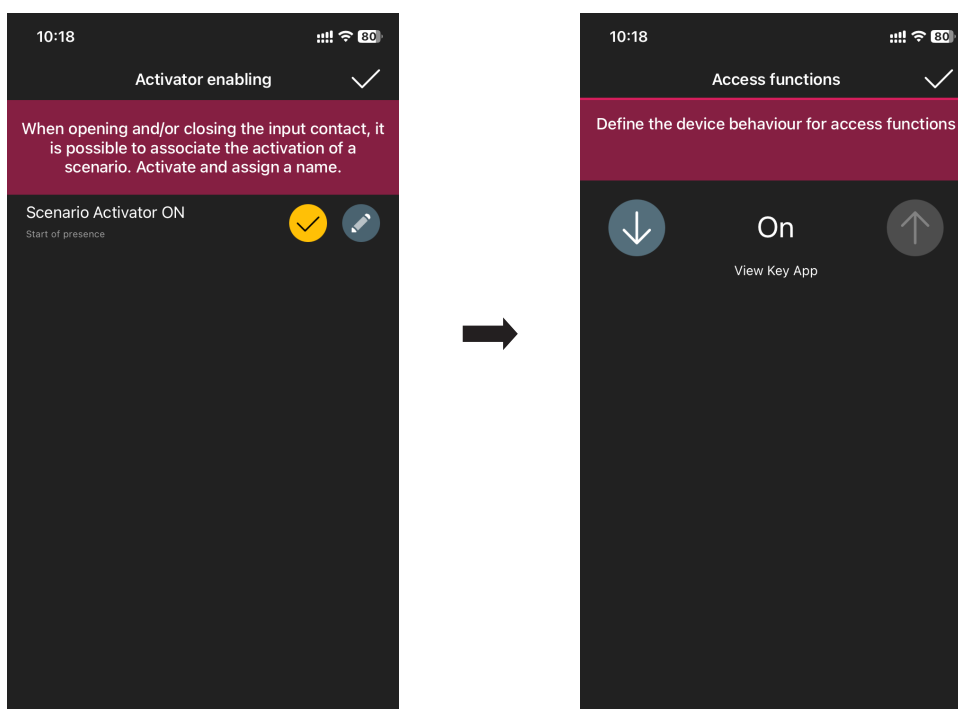 10:18
80
Activator enabling
When opening and/or closing the input contact, it
is possible to associate the activation of a
scenario. Activate and assign a name.
Scenario Activator ON
Start of presence
10:18
80
Access functions
Define the device behaviour for access functions
On
View Key App